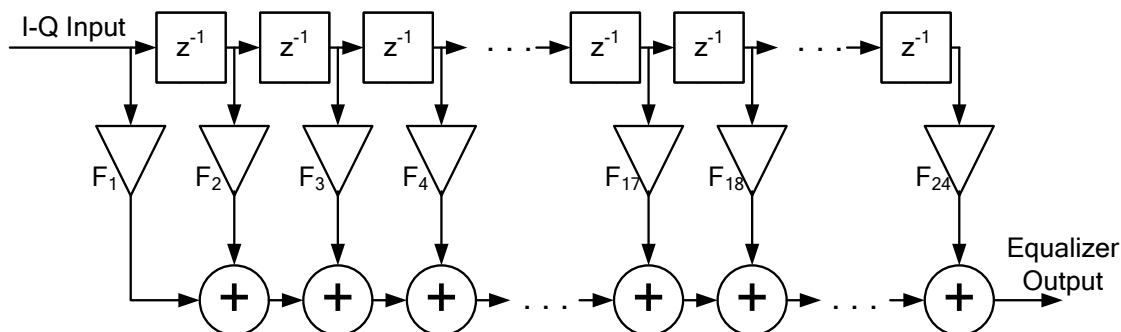 I-Q Input
z⁻¹ z⁻¹ z⁻¹ . . . z⁻¹ z⁻¹ . . . z⁻¹
F₁ F₂ F₃ F₄ F₁₇ F₁₈ F₂₄
Equalizer
Output
+ + + . . . + + . . . +